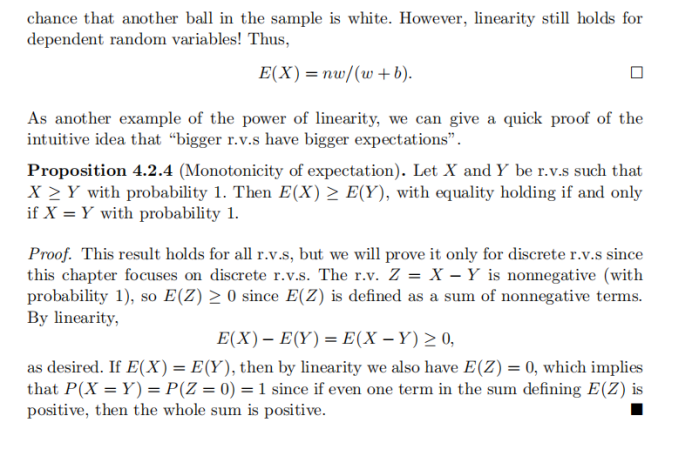 chance that another ball in the sample is white. However, linearity still holds for
dependent random variables! Thus,
E(X) = nw/(w + b). □
As another example of the power of linearity, we can give a quick proof of the
intuitive idea that “bigger r.v.s have bigger expectations”.
Proposition 4.2.4 (Monotonicity of expectation). Let X and Y be r.v.s such that
X ≥ Y with probability 1. Then E(X) ≥ E(Y), with equality holding if and only
if X = Y with probability 1.
Proof. This result holds for all r.v.s, but we will prove it only for discrete r.v.s since
this chapter focuses on discrete r.v.s. The r.v. Z = X − Y is nonnegative (with
probability 1), so E(Z) ≥ 0 since E(Z) is defined as a sum of nonnegative terms.
By linearity,
E(X) − E(Y) = E(X − Y) ≥ 0,
as desired. If E(X) = E(Y), then by linearity we also have E(Z) = 0, which implies
that P(X = Y) = P(Z = 0) = 1 since if even one term in the sum defining E(Z) is
positive, then the whole sum is positive. ■